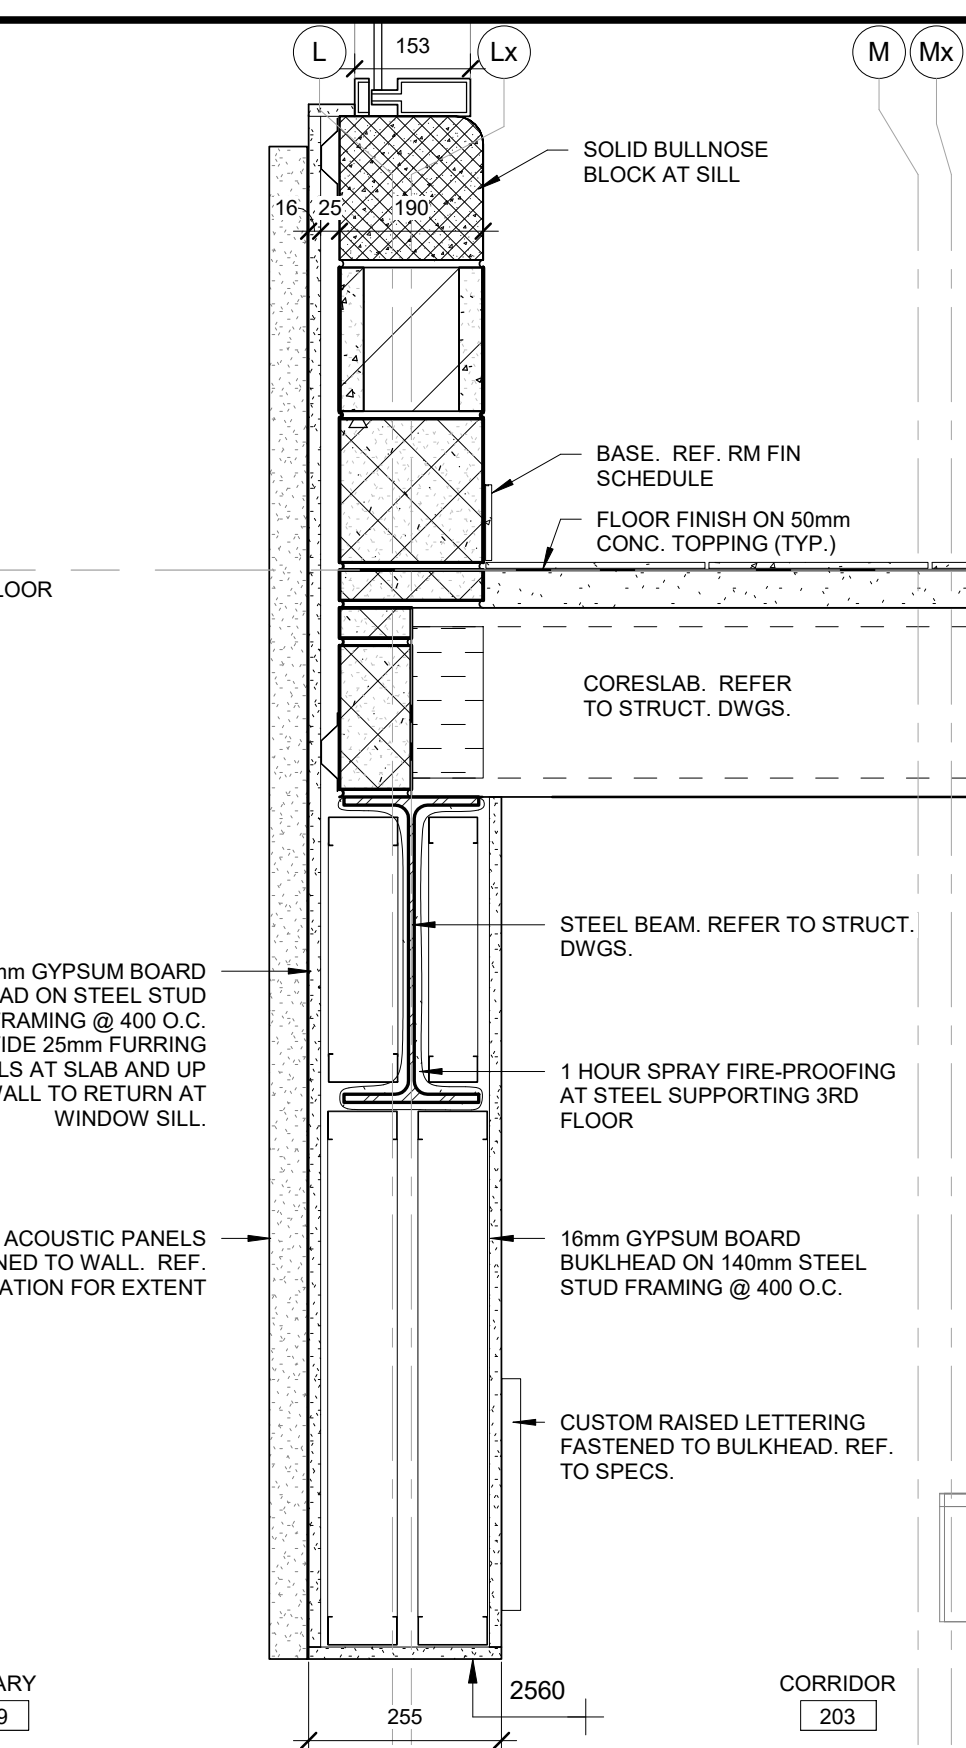 L
153
Lx
M
Mx
SOLID BULLNOSE
BLOCK AT SILL
16
25
190
BASE. REF. RM FIN
SCHEDULE
FLOOR FINISH ON 50mm
CONC. TOPPING (TYP.)
LOOR
CORESLAB. REFER
TO STRUCT. DWGS.
STEEL BEAM. REFER TO STRUCT.
DWGS.
mm GYPSUM BOARD
EAD ON STEEL STUD
FRAMING @ 400 O.C.
IDE 25mm FURRING
LS AT SLAB AND UP
WALL TO RETURN AT
WINDOW SILL.
1 HOUR SPRAY FIRE-PROOFING
AT STEEL SUPPORTING 3RD
FLOOR
ACOUSTIC PANELS
NED TO WALL. REF.
ATION FOR EXTENT
16mm GYPSUM BOARD
BUKLHEAD ON 140mm STEEL
STUD FRAMING @ 400 O.C.
CUSTOM RAISED LETTERING
FASTENED TO BULKHEAD. REF.
TO SPECS.
ARY
9
2560
255
CORRIDOR
203